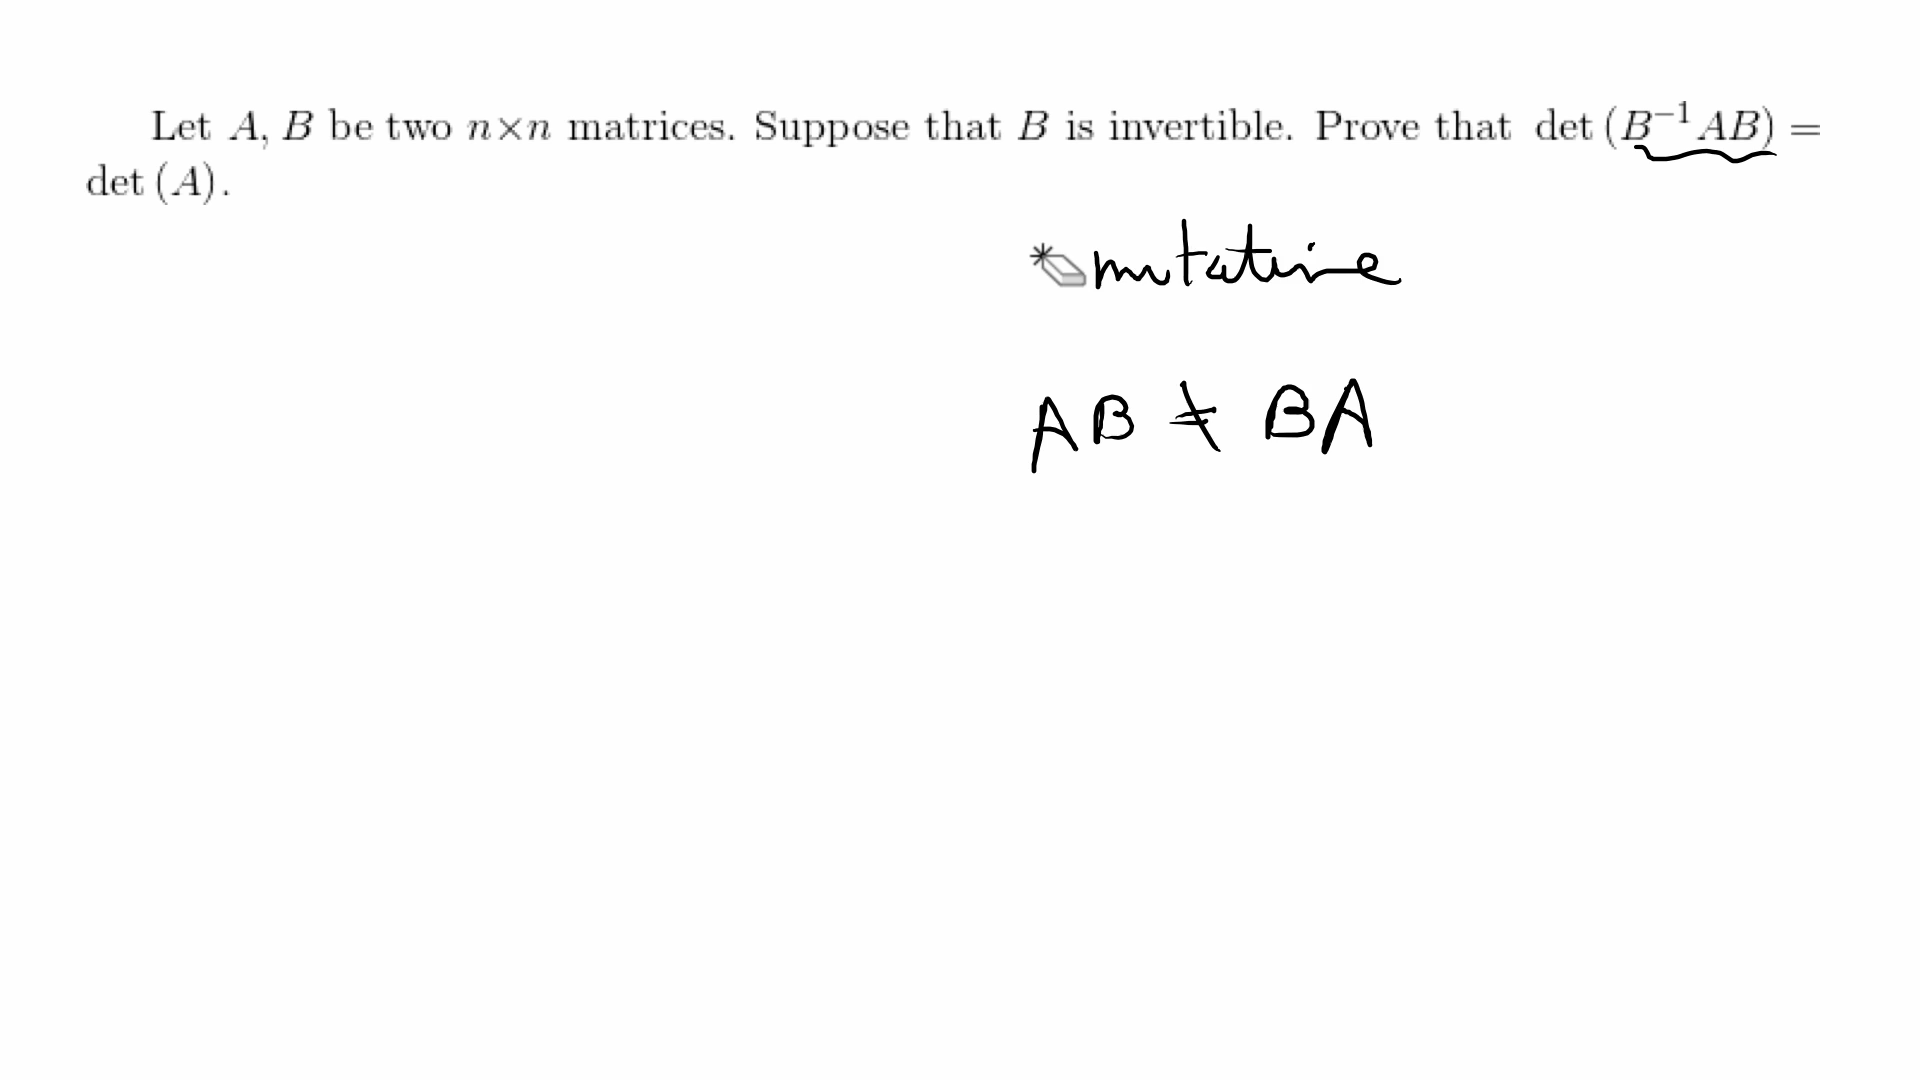 Let A, B be two n×n matrices. Suppose that B is invertible. Prove that det (B⁻¹AB) =
det (A).
mutative
AB ≠ BA